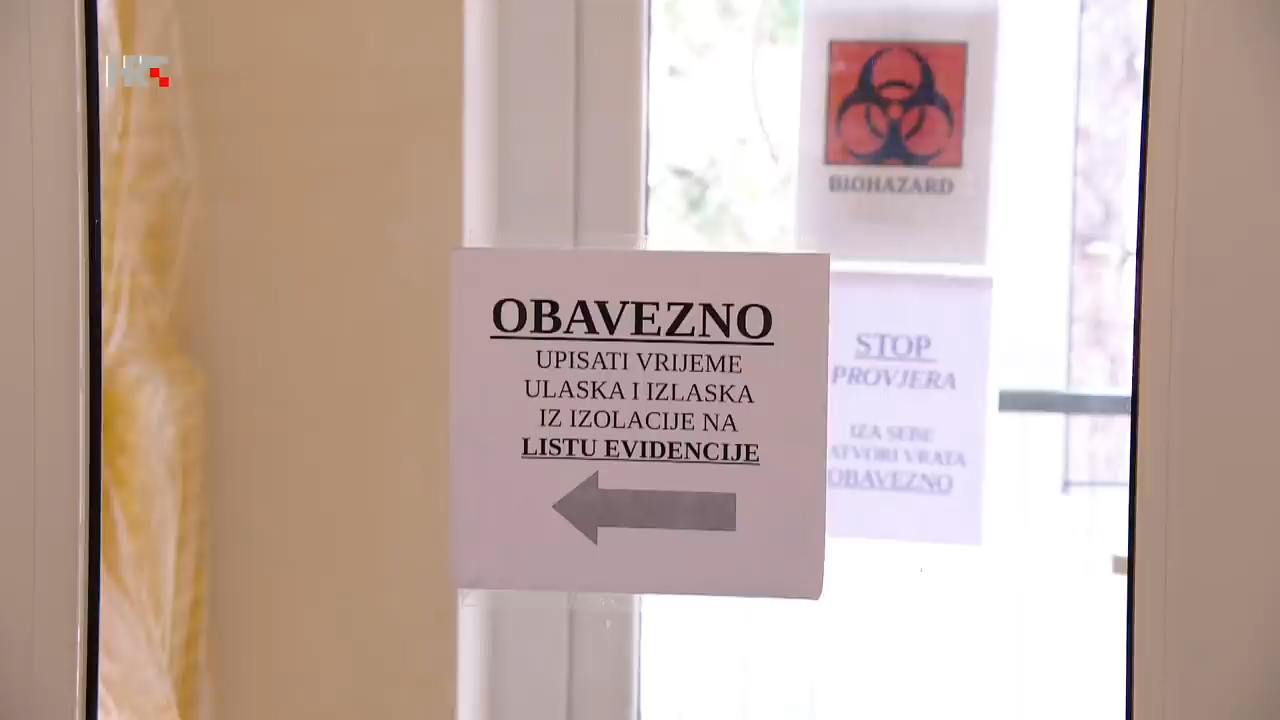 HRT
BIOHAZARD
OBAVEZNO
UPISATI VRIJEME
ULASKA I IZLASKA
IZ IZOLACIJE NA
LISTU EVIDENCIJE
STOP
PROVJERA
IZA SEBE
ATVORI VRATA
OBAVEZNO